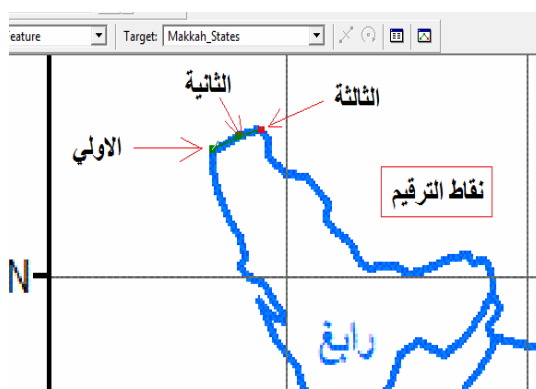 eature Target: Makkah_States
الثانية
الثالثة
الاولي
نقاط الترقيم
N
رابغ